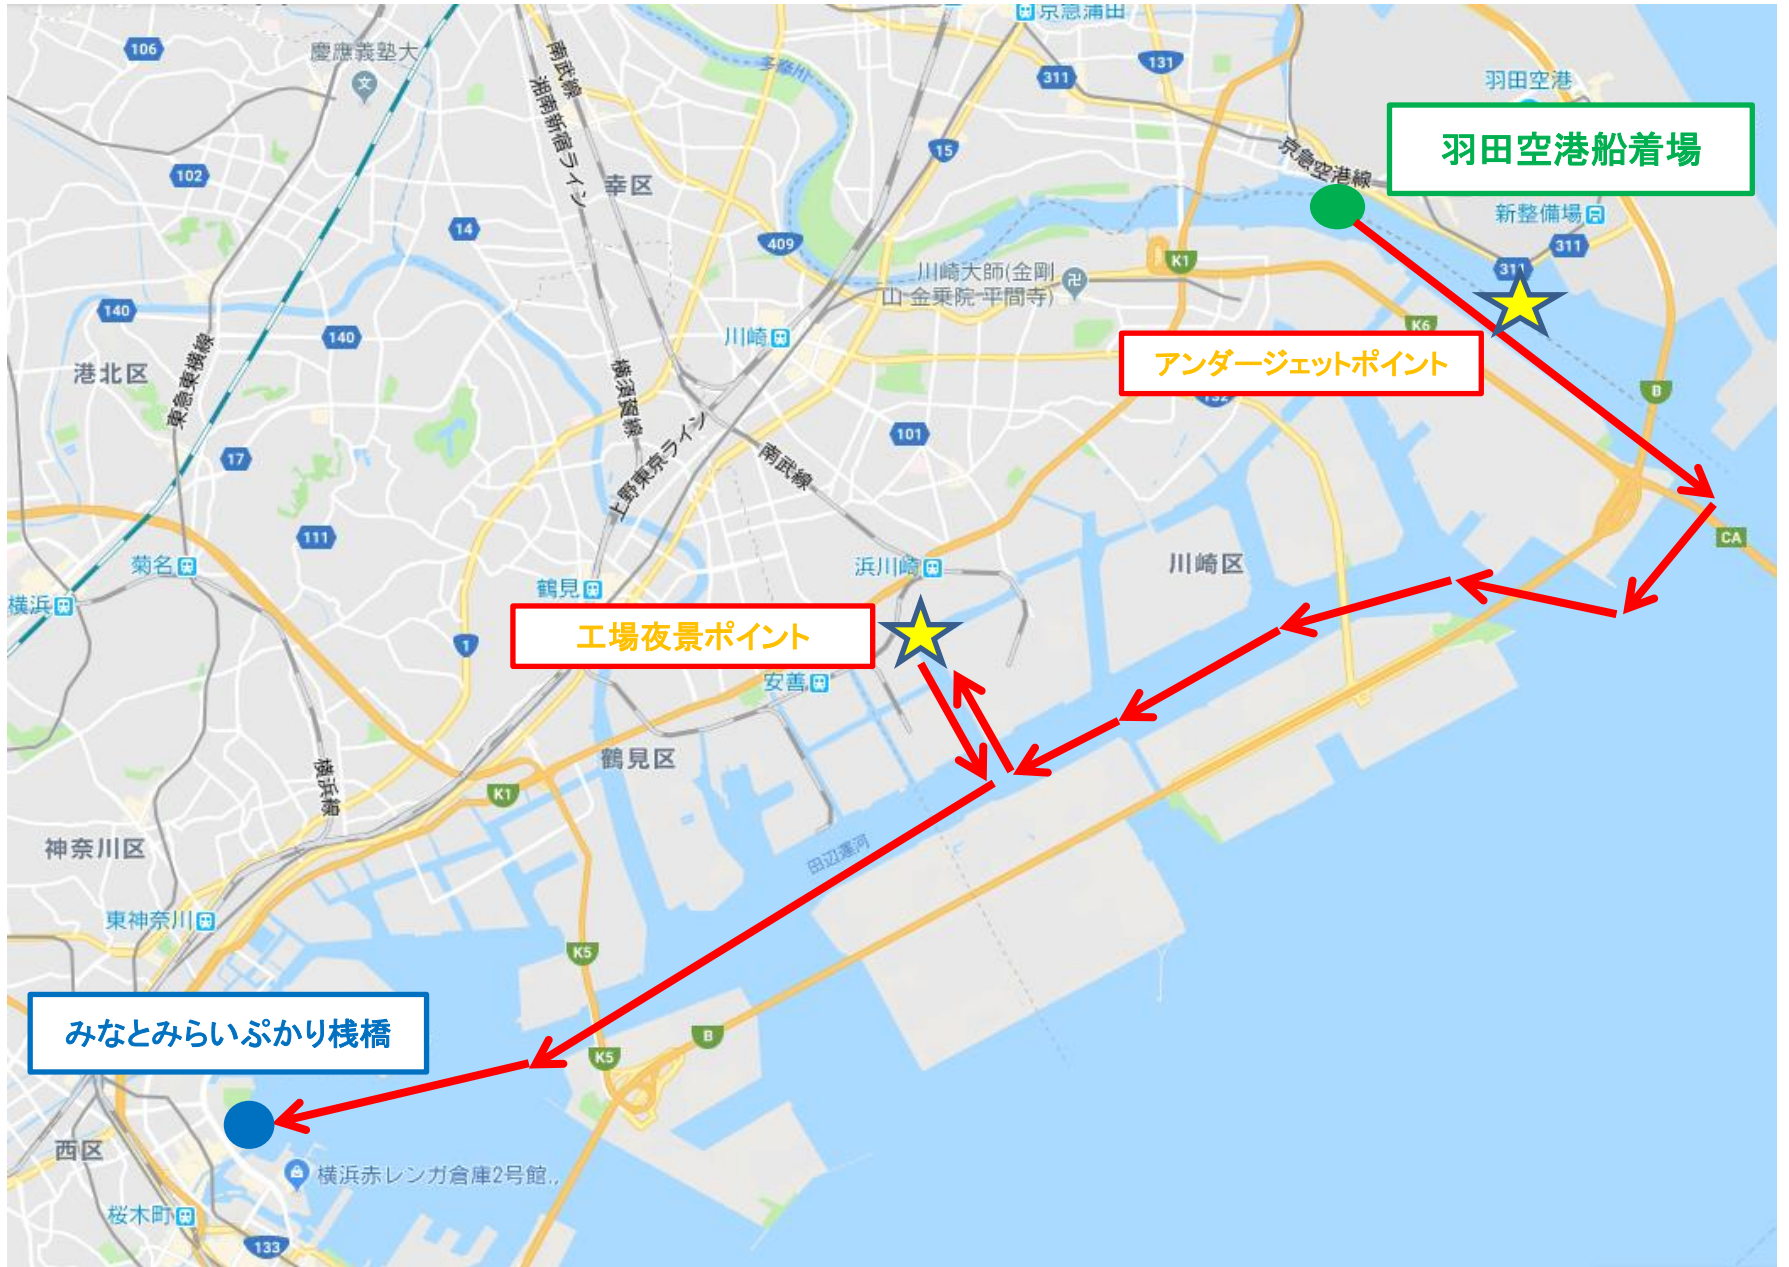 京急蒲田
106
慶應義塾大
南武線
湘南新宿ライン
多摩川
311
131
羽田空港
羽田空港船着場
15
京急空港線
102
幸区
14
409
新整備場
311
311
川崎大師(金剛
山 金乗院 平間寺)
K1
140
140
川崎
K6
アンダージェットポイント
港北区
東急東横線
横須賀線
132
B
101
17
上野東京ライン
南武線
111
CA
菊名
鶴見
浜川崎
川崎区
横浜
1
工場夜景ポイント
安善
鶴見区
横浜線
K1
神奈川区
田辺運河
東神奈川
K5
みなとみらいぷかり桟橋
B
K5
西区
横浜赤レンガ倉庫2号館..
桜木町
133